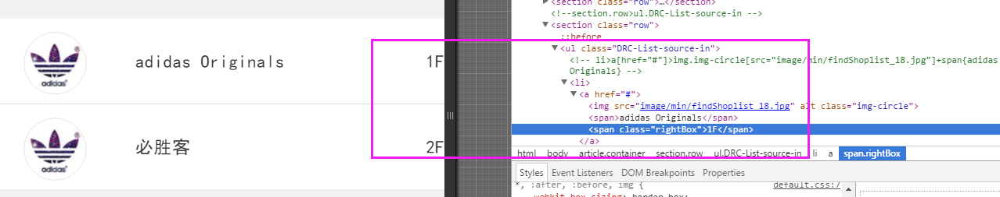 adidas Originals
1F
adidas
必胜客
2F
adidas
<section class="row">…</section>
<!--section.row>ul.DRC-List-source-in -->
<section class="row">
::before
<ul class="DRC-List-source-in">
<!-- li>a[href="#"]>img.img-circle[src="image/min/findShoplist_18.jpg"]+span{adidas
Originals} -->
<li>
<a href="#">
<img src="image/min/findShoplist_18.jpg" alt class="img-circle">
<span>adidas Originals</span>
<span class="rightBox">1F</span>
</a>
html body article.container section.row ul.DRC-List-source-in li a span.rightBox
Styles Event Listeners DOM Breakpoints Properties
*, :after, :before, img { default.css:7
-webkit-box-sizing: border-box;